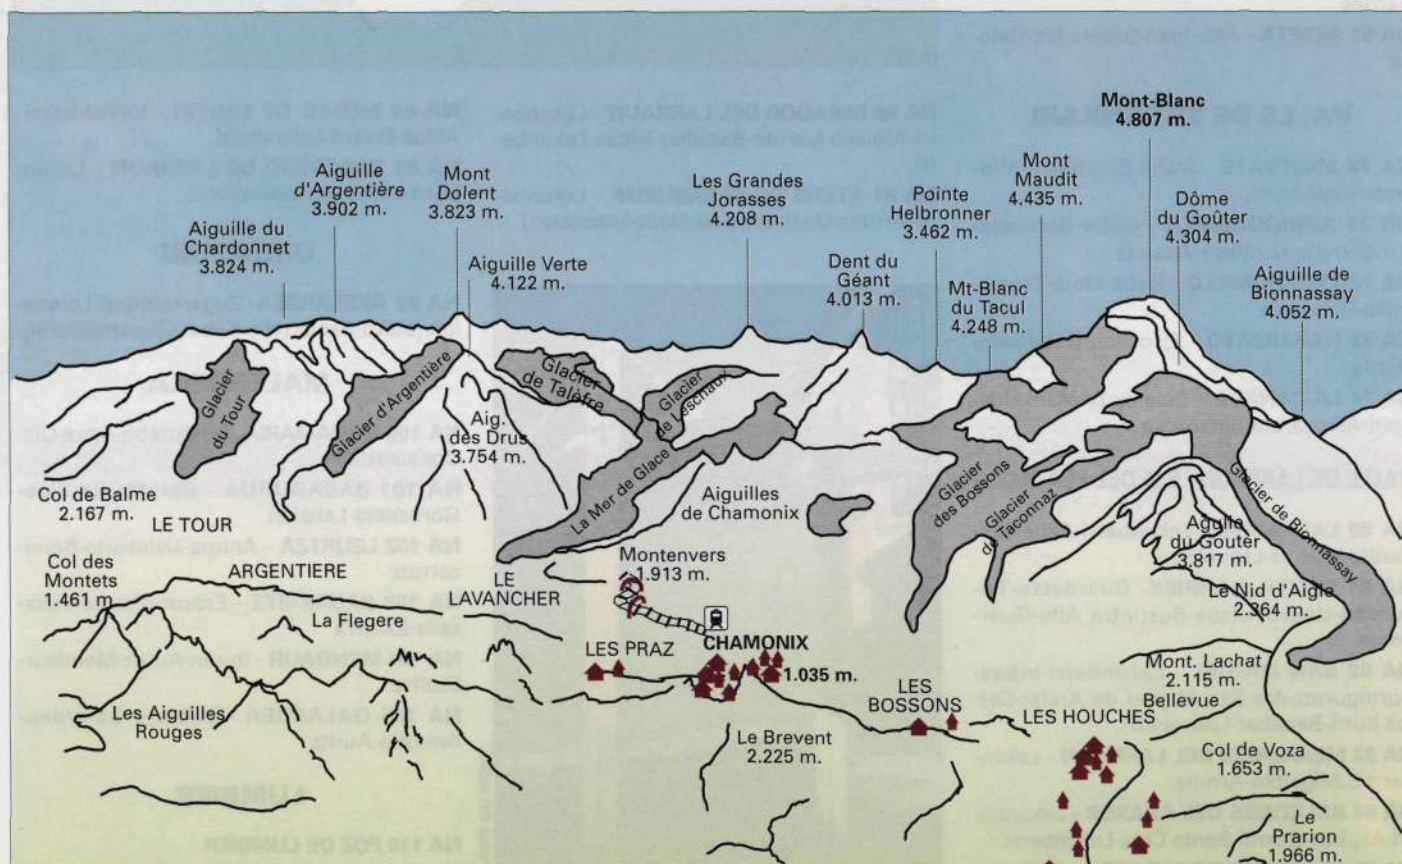 Mont-Blanc
4.807 m.
Aiguille
d'Argentière
3.902 m.
Mont
Dolent
3.823 m.
Les Grandes
Jorasses
4.208 m.
Pointe
Helbronner
3.462 m.
Mont
Maudit
4.435 m.
Dôme
du Goûter
4.304 m.
Aiguille du
Chardonnet
3.824 m.
Aiguille Verte
4.122 m.
Dent du
Géant
4.013 m.
Mt-Blanc
du Tacul
4.248 m.
Aiguille de
Bionnassay
4.052 m.
Glacier
du Tour
Glacier d'Argentière
Glacier
de Talèfre
Glacier
de Leschaux
Aig.
des Drus
3.754 m.
La Mer de Glace
Aiguilles
de Chamonix
Glacier
des Bossons
Glacier
de Taconnaz
Glacier de Bionnassay
Col de Balme
2.167 m.
LE TOUR
Aguille
du Goûter
3.817 m.
Col des
Montets
1.461 m.
ARGENTIERE
LE
LAVANCHER
Montenvers
1.913 m.
Le Nid d'Aigle
2.364 m.
La Flegere
LES PRAZ
CHAMONIX
1.035 m.
Mont. Lachat
2.115 m.
Bellevue
Les Aiguilles
Rouges
LES
BOSSONS
LES HOUCHES
Le Brevent
2.225 m.
Col de Voza
1.653 m.
Le
Prarion
1.966 m.